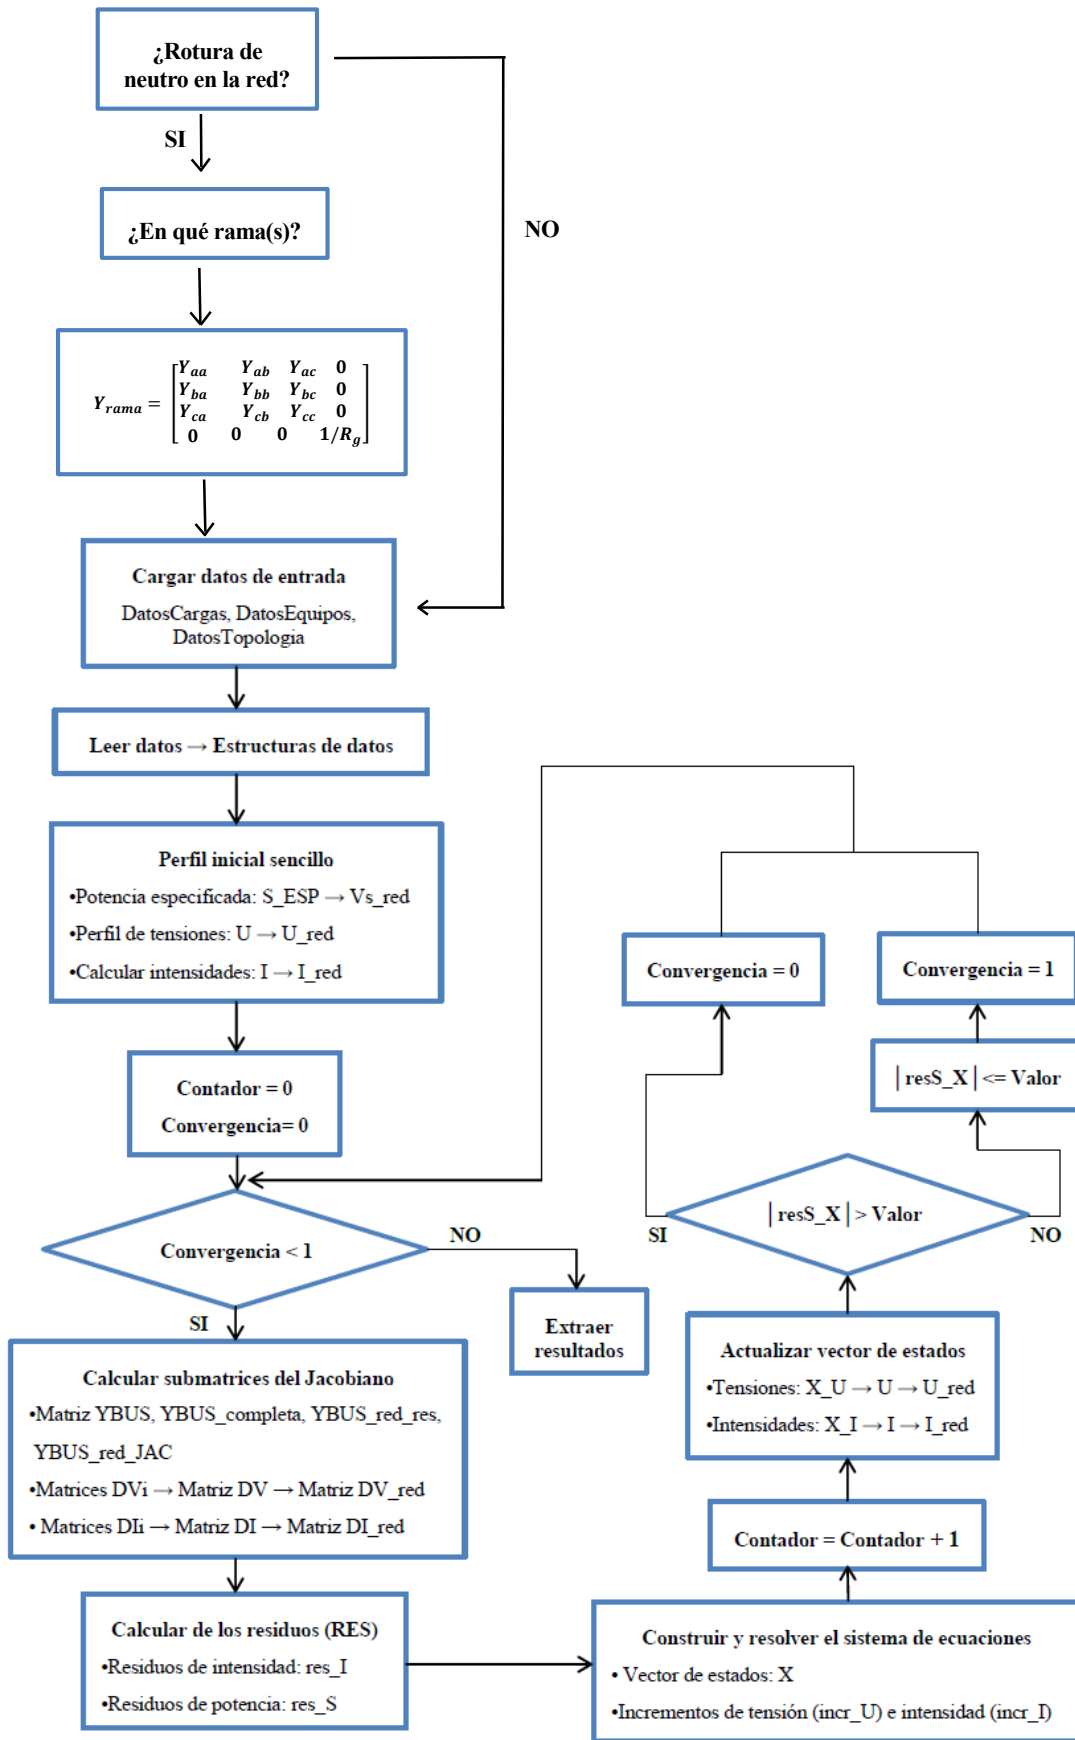 ¿Rotura de
neutro en la red?
SI
NO
¿En qué rama(s)?
Y_rama = [Y_aa Y_ab Y_ac 0
Y_ba Y_bb Y_bc 0
Y_ca Y_cb Y_cc 0
0 0 0 1/R_g]
Cargar datos de entrada
DatosCargas, DatosEquipos,
DatosTopologia
Leer datos → Estructuras de datos
Perfil inicial sencillo
•Potencia especificada: S_ESP → Vs_red
•Perfil de tensiones: U → U_red
•Calcular intensidades: I → I_red
Contador = 0
Convergencia= 0
Convergencia < 1
NO
SI
Extraer
resultados
Calcular submatrices del Jacobiano
•Matriz YBUS, YBUS_completa, YBUS_red_res,
YBUS_red_JAC
•Matrices DVi → Matriz DV → Matriz DV_red
• Matrices DIi → Matriz DI → Matriz DI_red
Calcular de los residuos (RES)
•Residuos de intensidad: res_I
•Residuos de potencia: res_S
Construir y resolver el sistema de ecuaciones
• Vector de estados: X
•Incrementos de tensión (incr_U) e intensidad (incr_I)
Contador = Contador + 1
Actualizar vector de estados
•Tensiones: X_U → U → U_red
•Intensidades: X_I → I → I_red
|resS_X|> Valor
SI
NO
|resS_X|<= Valor
Convergencia = 0
Convergencia = 1